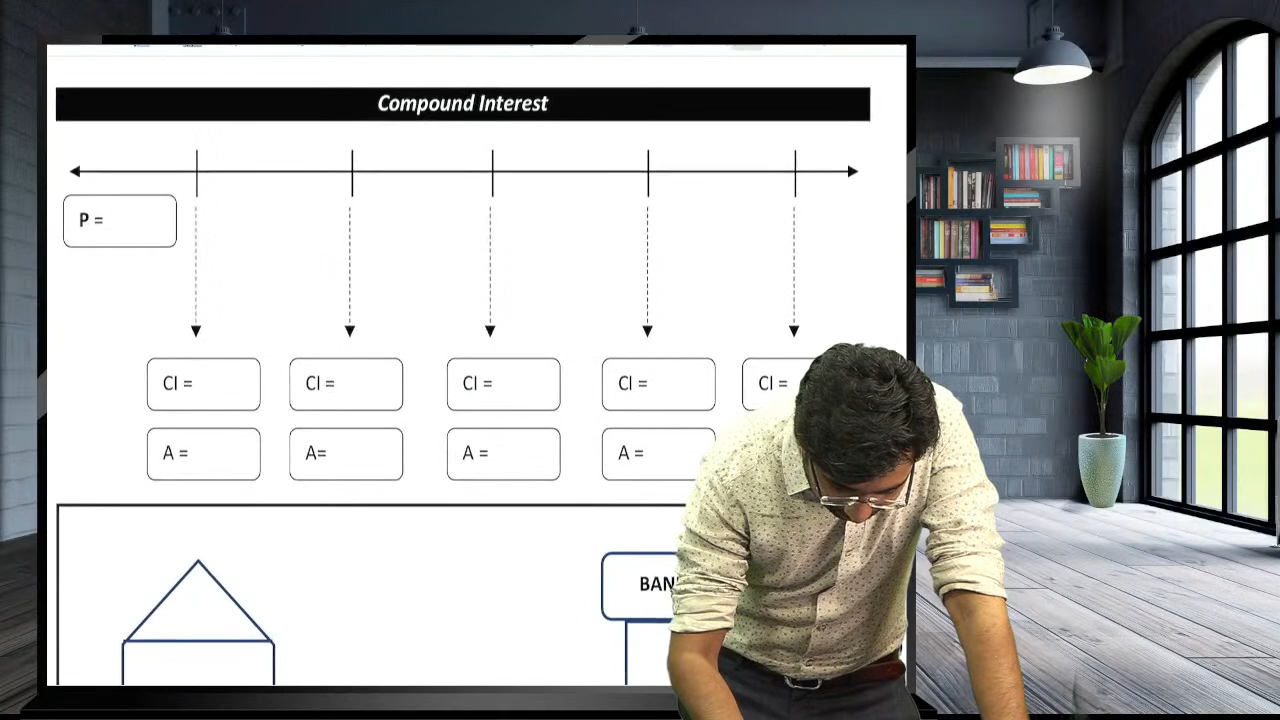 Compound Interest
P =
CI =
CI =
CI =
CI =
CI =
A =
A=
A =
A =